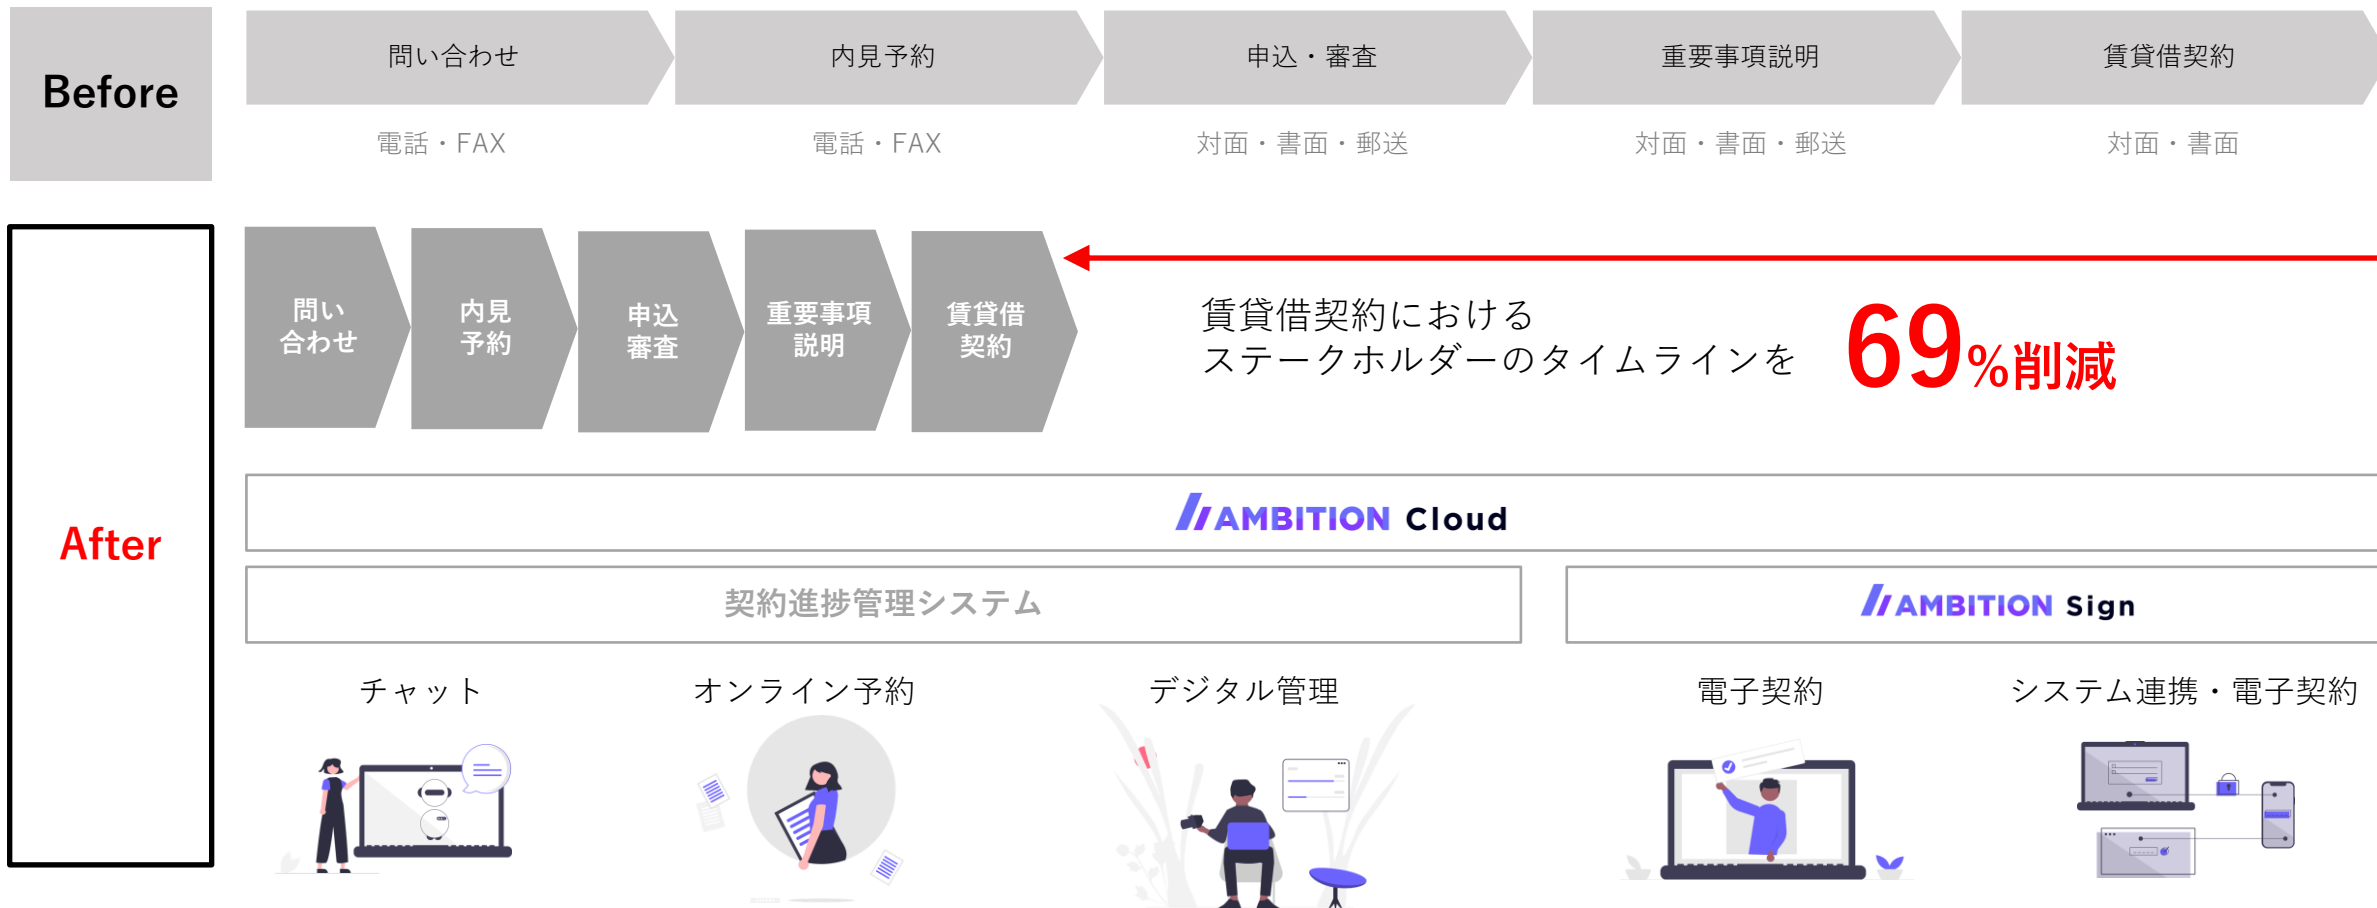 Before
問い合わせ
内見予約
申込・審査
重要事項説明
賃貸借契約
電話・FAX
電話・FAX
対面・書面・郵送
対面・書面・郵送
対面・書面
After
問い
合わせ
内見
予約
申込
審査
重要事項
説明
賃貸借
契約
賃貸借契約における
ステークホルダーのタイムラインを
69%削減
AMBITION Cloud
契約進捗管理システム
AMBITION Sign
チャット
オンライン予約
デジタル管理
電子契約
システム連携・電子契約